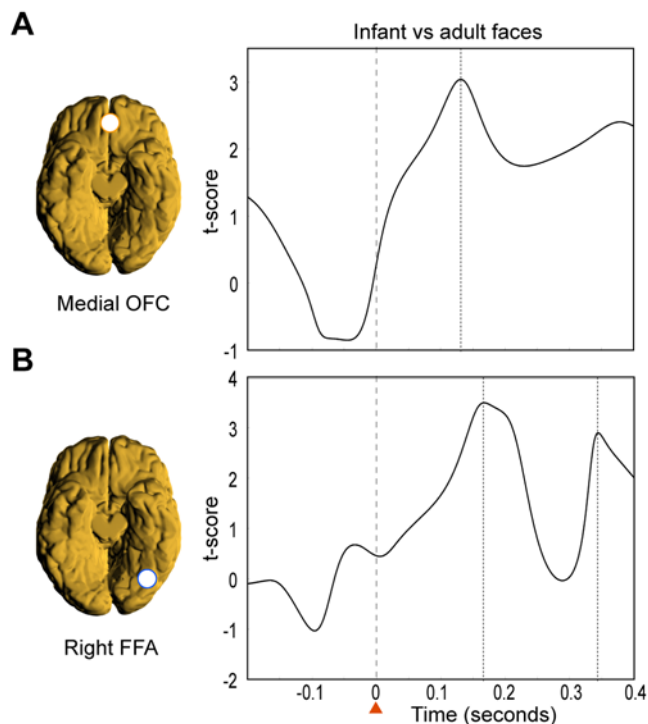 A
Infant vs adult faces
3
2
1
0
-1
t-score
Medial OFC
B
4
3
2
1
0
-1
-2
t-score
Right FFA
-0.1 0 0.1 0.2 0.3 0.4
Time (seconds)